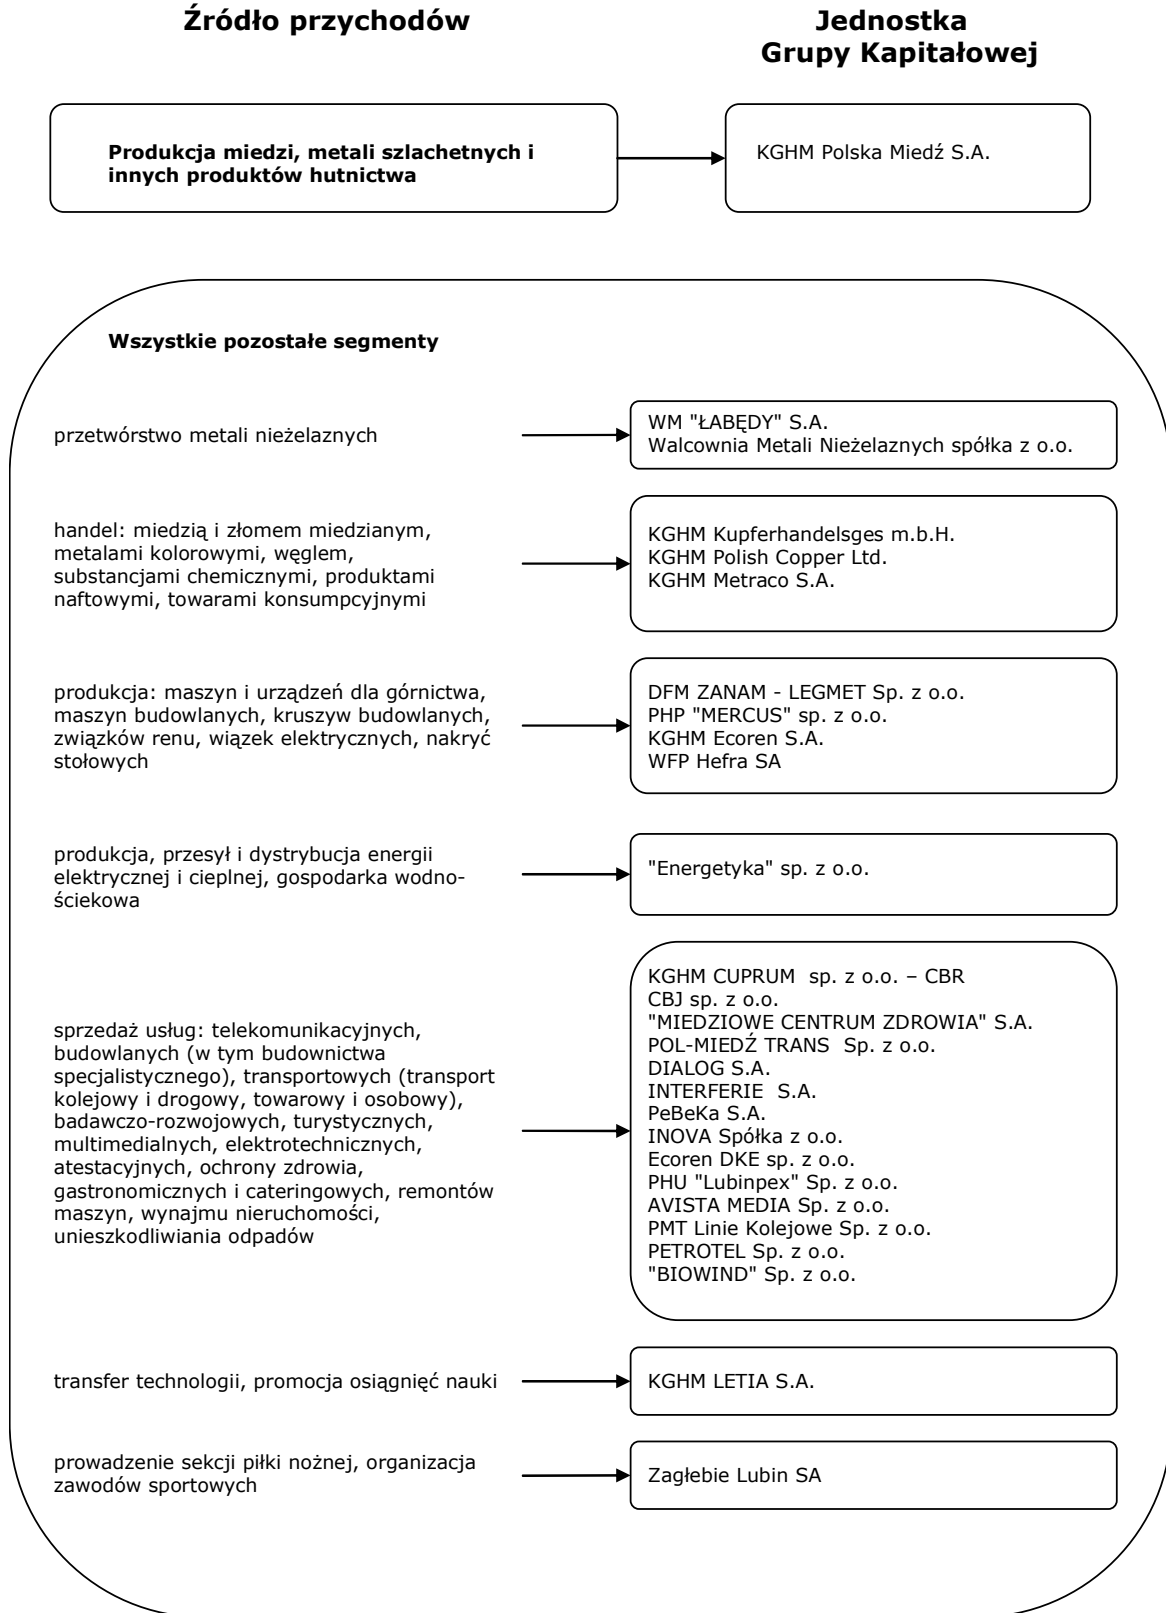 Źródło przychodów
Jednostka
Grupy Kapitałowej
Produkcja miedzi, metali szlachetnych i
innych produktów hutnictwa
KGHM Polska Miedź S.A.
Wszystkie pozostałe segmenty
przetwórstwo metali nieżelaznych
WM "ŁABĘDY" S.A.
Walcownia Metali Nieżelaznych spółka z o.o.
handel: miedzią i złomem miedzianym,
metalami kolorowymi, węglem,
substancjami chemicznymi, produktami
naftowymi, towarami konsumpcyjnymi
KGHM Kupferhandelsges m.b.H.
KGHM Polish Copper Ltd.
KGHM Metraco S.A.
produkcja: maszyn i urządzeń dla górnictwa,
maszyn budowlanych, kruszyw budowlanych,
związków renu, wiązek elektrycznych, nakryć
stołowych
DFM ZANAM - LEGMET Sp. z o.o.
PHP "MERCUS" sp. z o.o.
KGHM Ecoren S.A.
WFP Hefra SA
produkcja, przesył i dystrybucja energii
elektrycznej i cieplnej, gospodarka wodno-
ściekowa
"Energetyka" sp. z o.o.
sprzedaż usług: telekomunikacyjnych,
budowlanych (w tym budownictwa
specjalistycznego), transportowych (transport
kolejowy i drogowy, towarowy i osobowy),
badawczo-rozwojowych, turystycznych,
multimedialnych, elektrotechnicznych,
atestacyjnych, ochrony zdrowia,
gastronomicznych i cateringowych, remontów
maszyn, wynajmu nieruchomości,
unieszkodliwiania odpadów
KGHM CUPRUM sp. z o.o. – CBR
CBJ sp. z o.o.
"MIEDZIOWE CENTRUM ZDROWIA" S.A.
POL-MIEDŹ TRANS Sp. z o.o.
DIALOG S.A.
INTERFERIE S.A.
PeBeKa S.A.
INOVA Spółka z o.o.
Ecoren DKE sp. z o.o.
PHU "Lubinpex" Sp. z o.o.
AVISTA MEDIA Sp. z o.o.
PMT Linie Kolejowe Sp. z o.o.
PETROTEL Sp. z o.o.
"BIOWIND" Sp. z o.o.
transfer technologii, promocja osiągnięć nauki
KGHM LETIA S.A.
prowadzenie sekcji piłki nożnej, organizacja
zawodów sportowych
Zagłebie Lubin SA